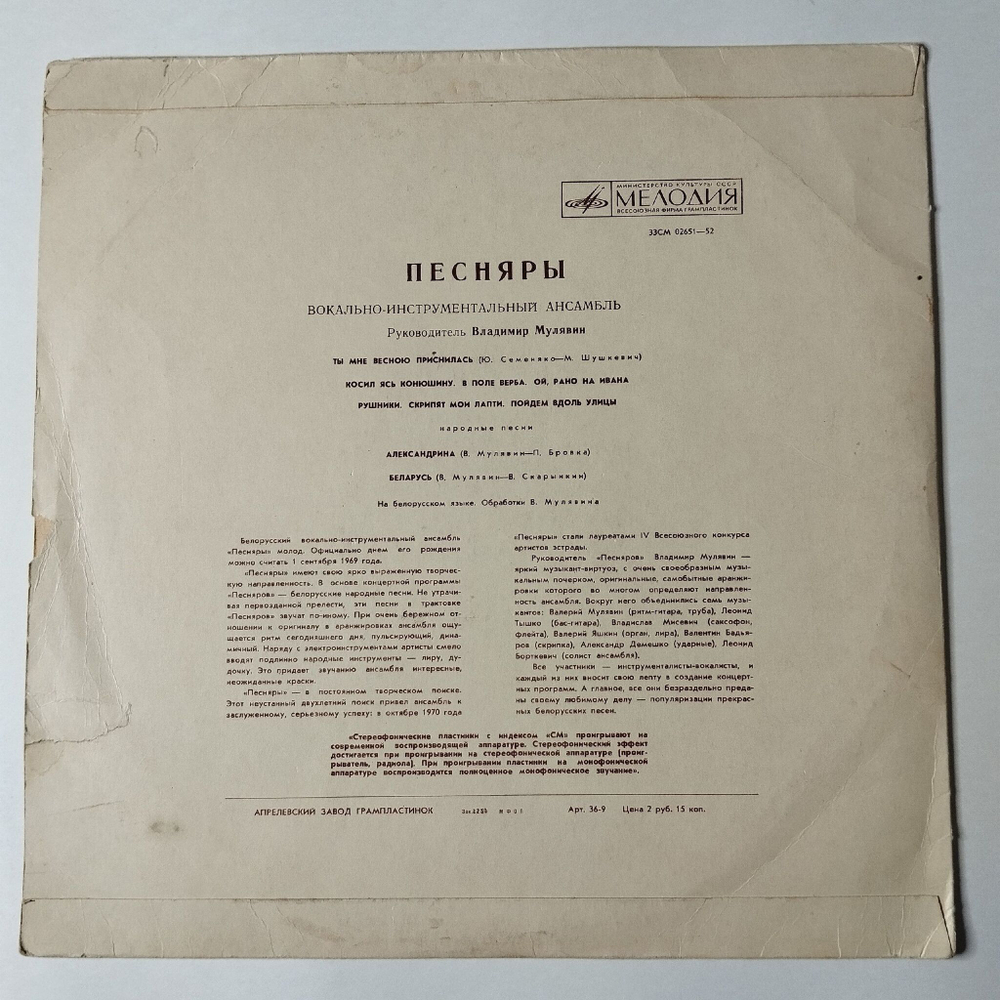 МИНИСТЕРСТВО КУЛЬТУРЫ СССР
МЕЛОДИЯ
ВСЕСОЮЗНАЯ ФИРМА ГРАМПЛАСТИНОК
33СМ 02651—52
ПЕСНЯРЫ
ВОКАЛЬНО-ИНСТРУМЕНТАЛЬНЫЙ АНСАМБЛЬ
Руководитель Владимир Мулявин
ТЫ МНЕ ВЕСНОЮ ПРИСНИЛАСЬ (Ю. Семеняко—М. Шушкевич)
КОСИЛ ЯСЬ КОНЮШИНУ. В ПОЛЕ ВЕРБА. ОЙ, РАНО НА ИВАНА
РУШНИКИ. СКРИПЯТ МОИ ЛАПТИ. ПОЙДЕМ ВДОЛЬ УЛИЦЫ
народные песни
АЛЕКСАНДРИНА (В. Мулявин—П. Бровка)
БЕЛАРУСЬ (В. Мулявин—В. Скарынкин)
На белорусском языке. Обработки В. Мулявина
Белорусский вокально-инструментальный ансамбль
«Песняры» молод. Официально днем его рождения
можно считать 1 сентября 1969 года.
«Песняры» имеют свою ярко выраженную творчес-
кую направленность. В основе концертной программы
«Песняров» — белорусские народные песни. Не утрачи-
вая первозданной прелести, эти песни в трактовке
«Песняров» звучат по-иному. При очень бережном от-
ношении к оригиналу в аранжировках ансамбля ощу-
щается ритм сегодняшнего дня, пульсирующий, дина-
мичный. Наряду с электроинструментами артисты смело
вводят подлинно народные инструменты — лиру, ду-
дочку. Это придает звучанию ансамбля интересные,
неожиданные краски.
«Песняры» — в постоянном творческом поиске.
Этот неустанный двухлетний поиск привел ансамбль к
заслуженному, серьезному успеху: в октябре 1970 года
«Песняры» стали лауреатами IV Всесоюзного конкурса
артистов эстрады.
Руководитель «Песняров» Владимир Мулявин —
яркий музыкант-виртуоз, с очень своеобразным музы-
кальным почерком, оригинальные, самобытные аранжи-
ровки которого во многом определяют направлен-
ность ансамбля. Вокруг него объединились семь музы-
кантов: Валерий Мулявин (ритм-гитара, труба), Леонид
Тышко (бас-гитара), Владислав Мисевич (саксофон,
флейта), Валерий Яшкин (орган, лира), Валентин Бадья-
ров (скрипка), Александр Демешко (ударные), Леонид
Борткевич (солист ансамбля).
Все участники — инструменталисты-вокалисты, и
каждый из них вносит свою лепту в создание концерт-
ных программ. А главное, все они безраздельно преда-
ны своему любимому делу — популяризации прекрас-
ных белорусских песен.
«Стереофонические пластинки с индексом «СМ» проигрывают на
современной воспроизводящей аппаратуре. Стереофонический эффект
достигается при проигрывании на стереофонической аппаратуре (проиг-
рыватель, радиола). При проигрывании пластинки на монофонической
аппаратуре воспроизводится полноценное монофоническое звучание».
АПРЕЛЕВСКИЙ ЗАВОД ГРАМПЛАСТИНОК
Арт. 36-9 Цена 2 руб. 15 коп.